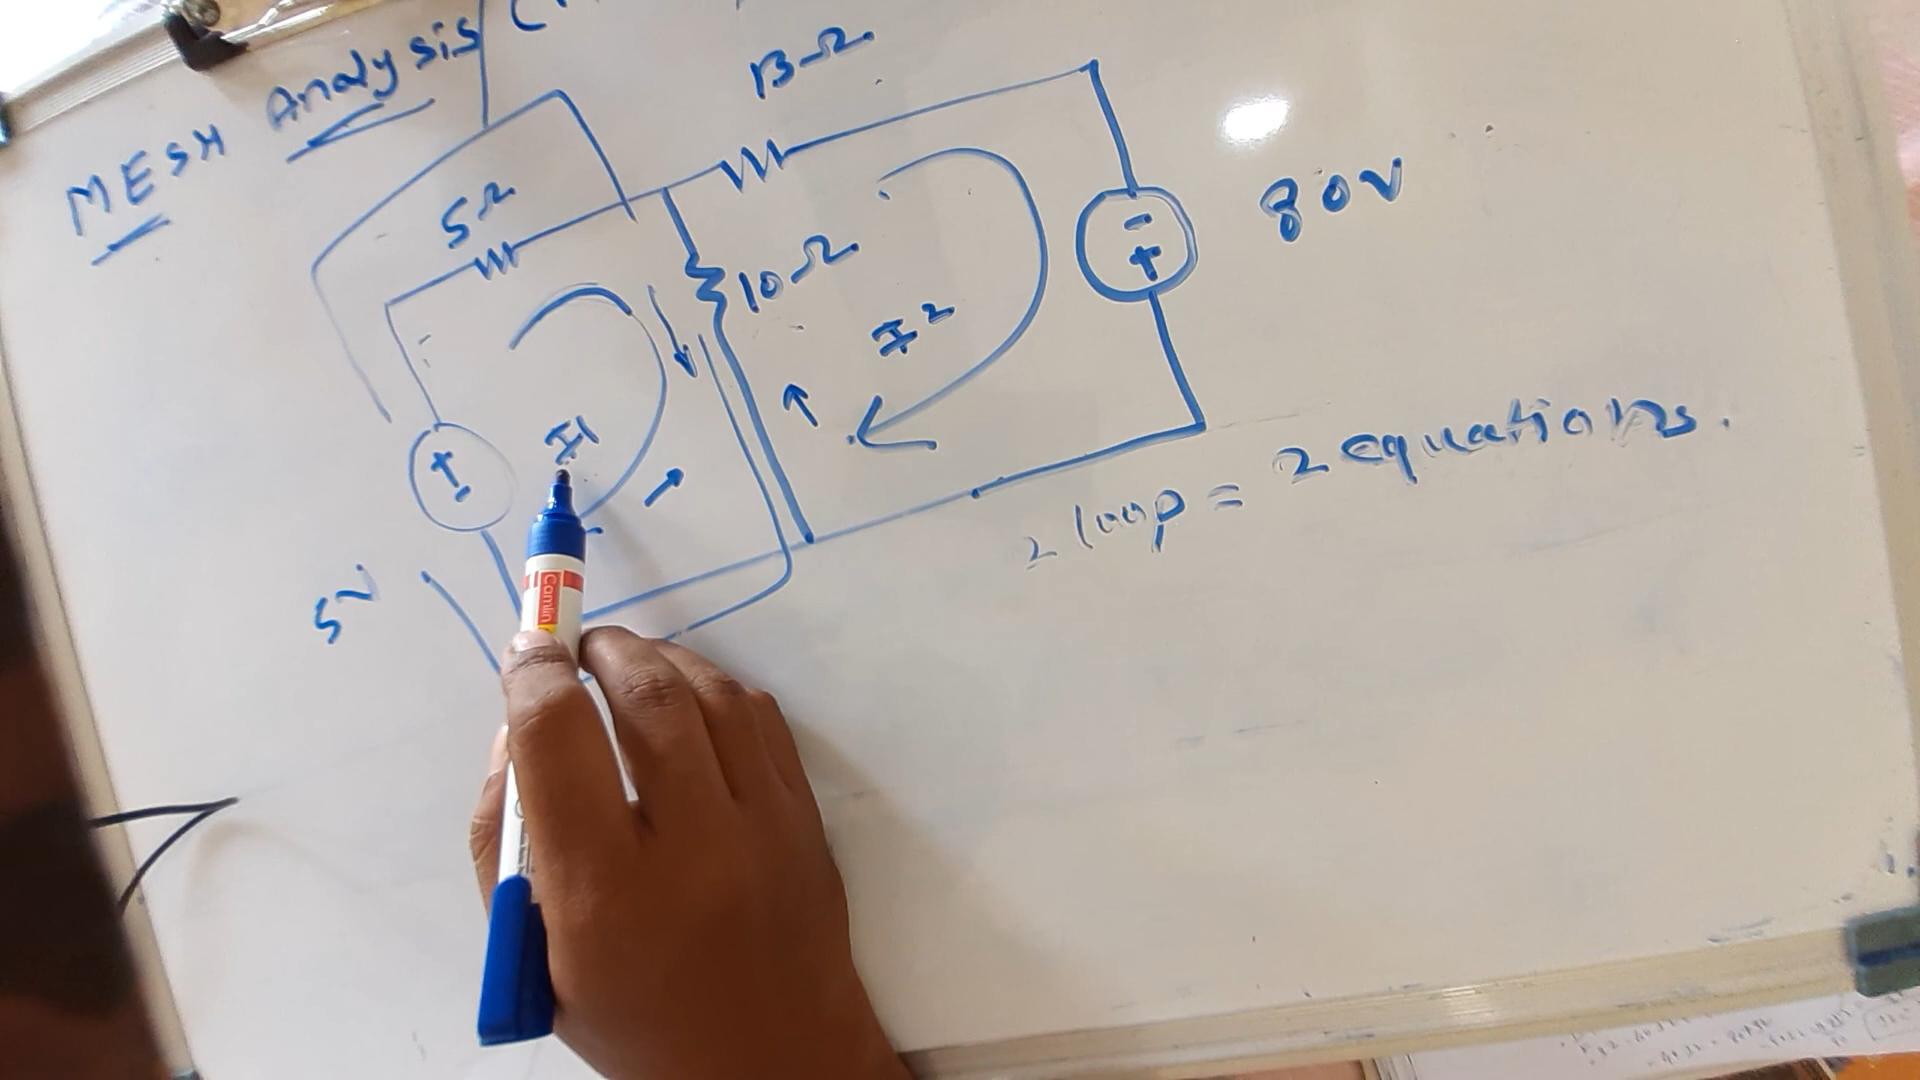 MESH Analysis
13Ω
5Ω
10Ω
-
+
80V
I2
I1
+
-
5V
2 loop = 2 equations.
Camlin